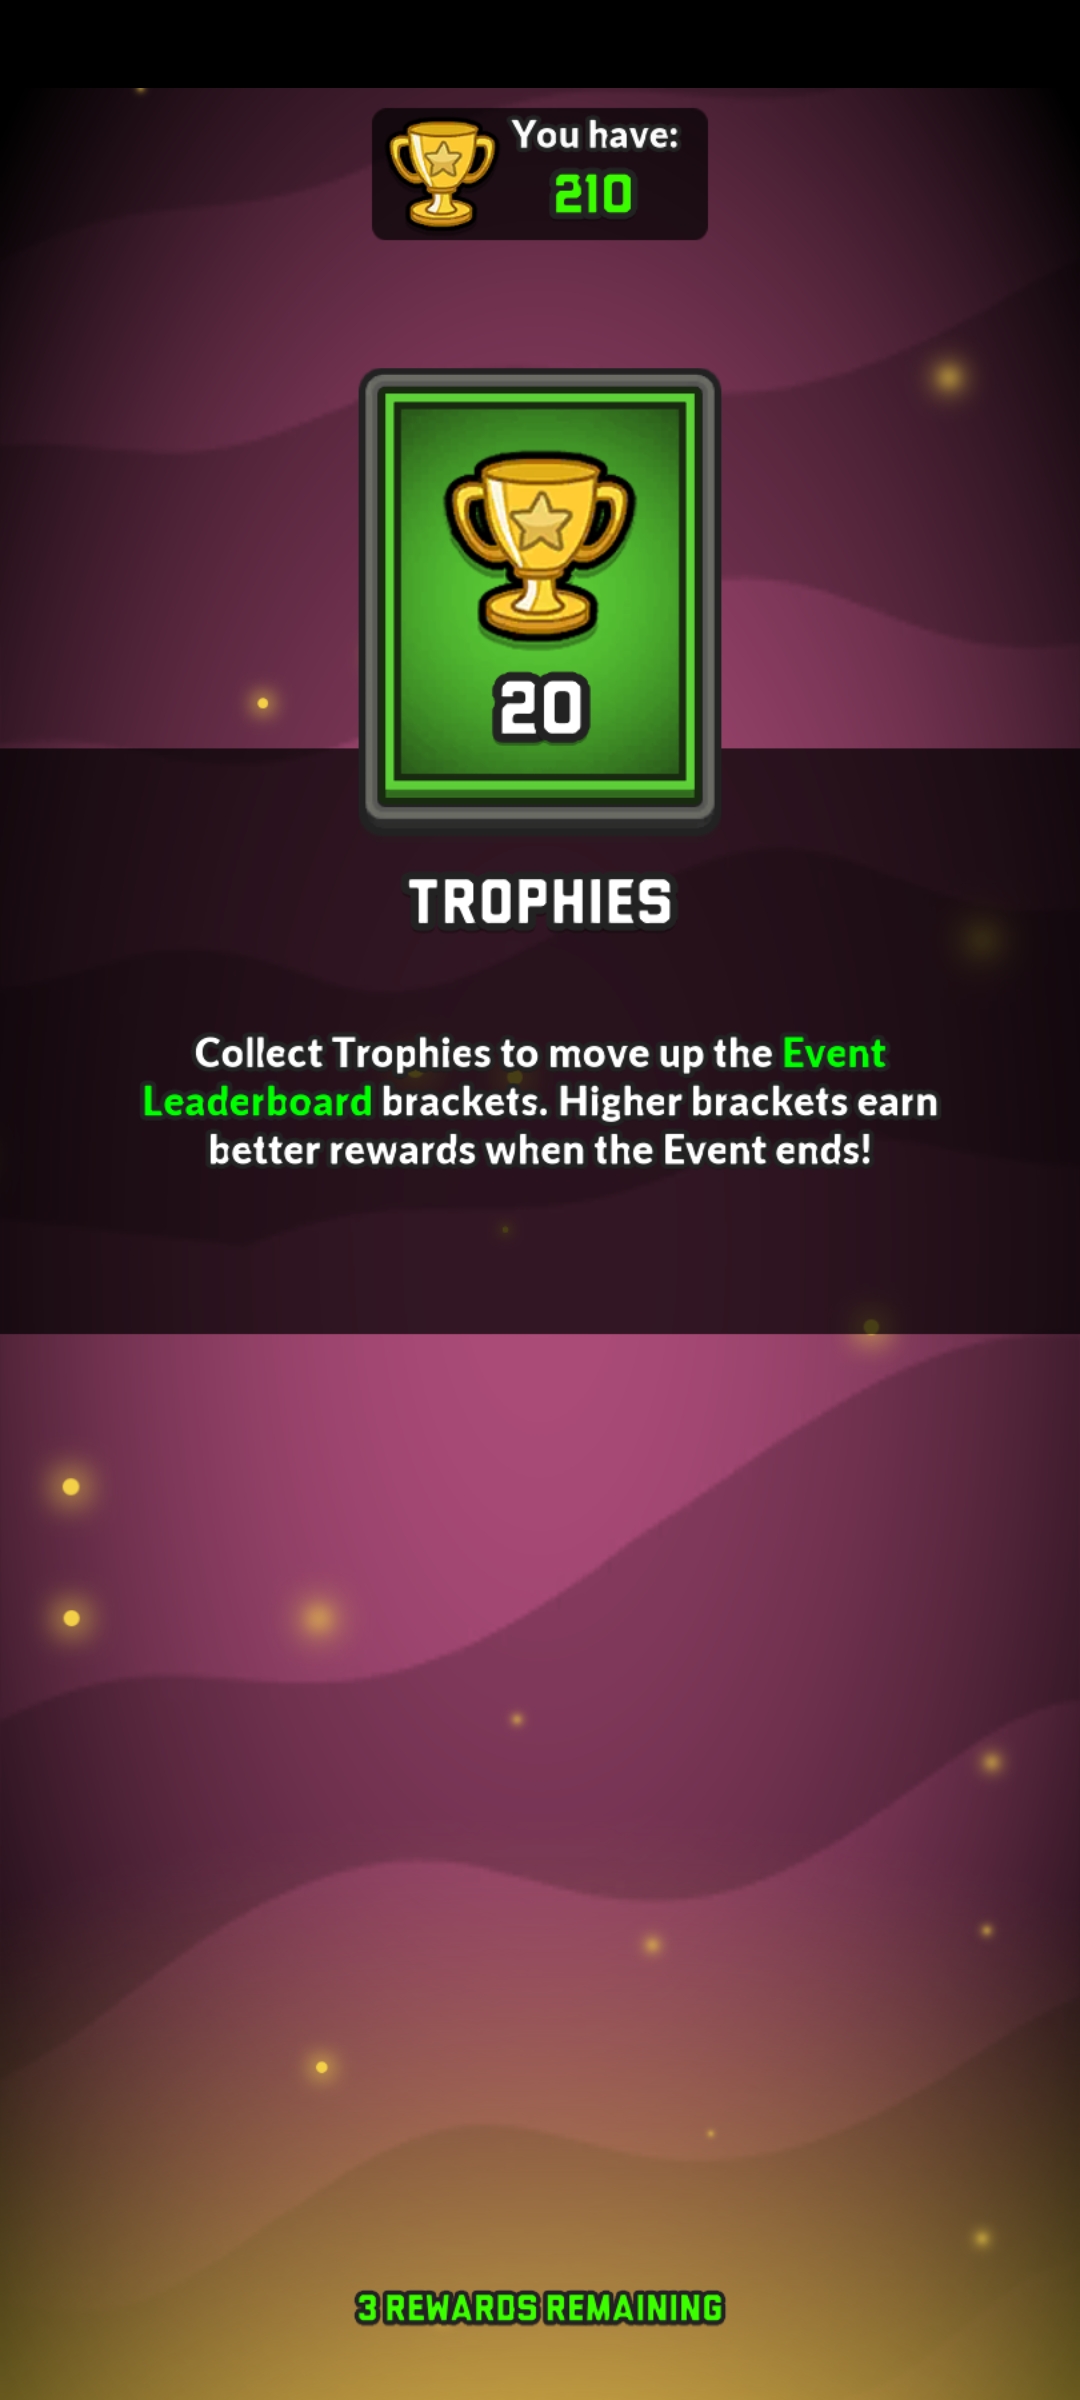 You have:
210
20
TROPHIES
Collect Trophies to move up the Event
Leaderboard brackets. Higher brackets earn
better rewards when the Event ends!
3 REWARDS REMAINING